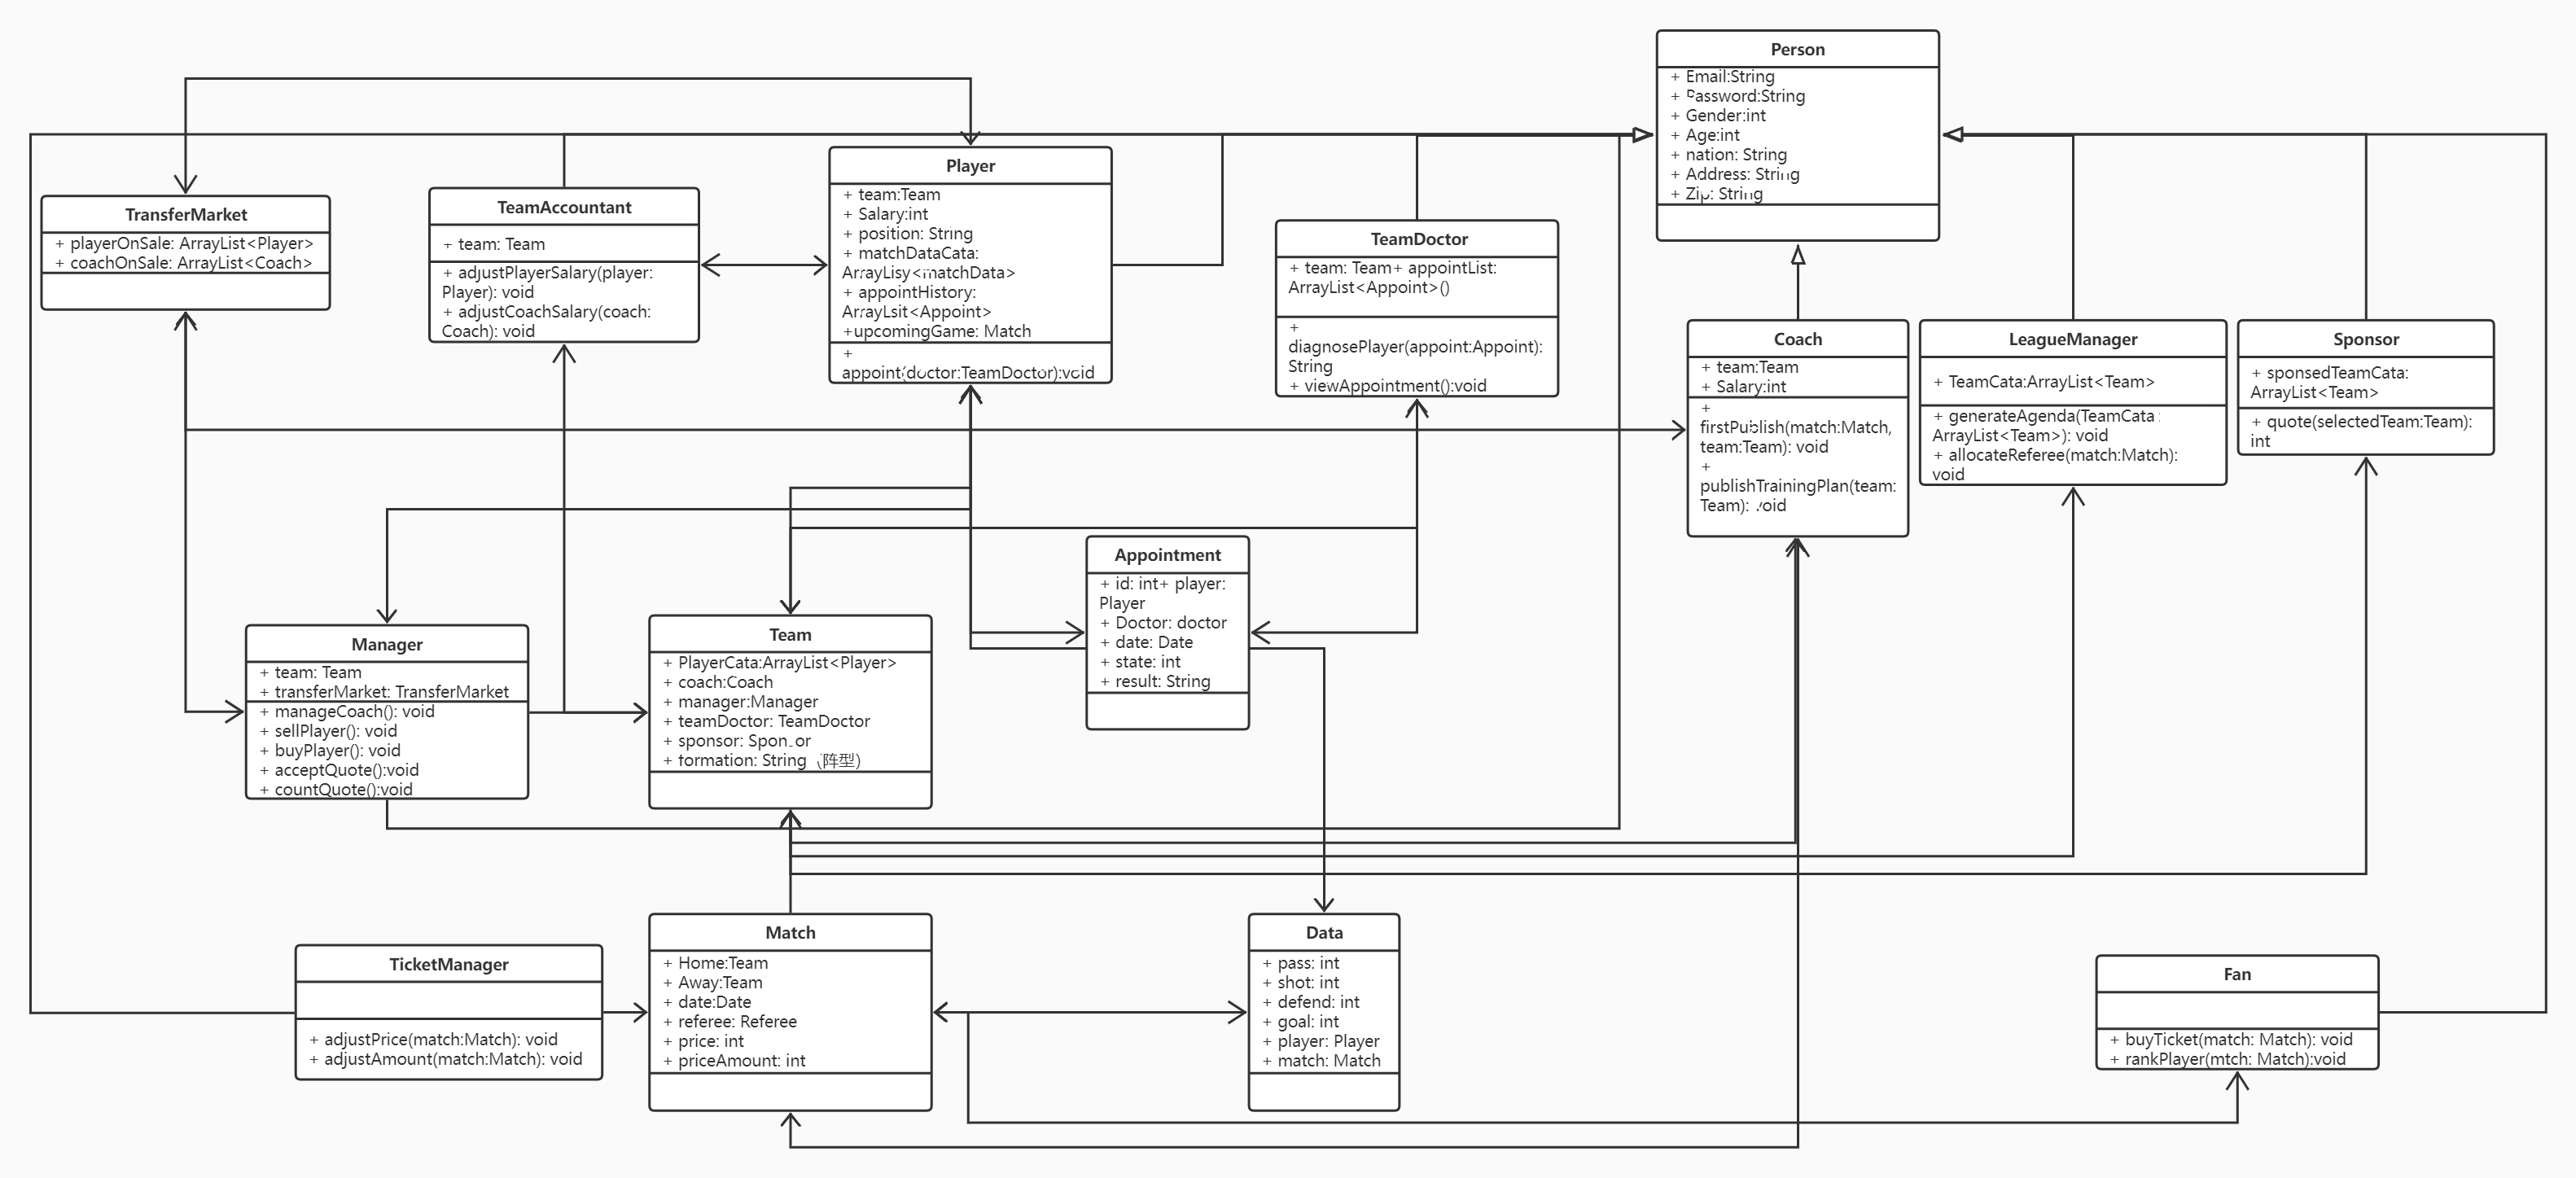 Person
+ Email:String
+ Password:String
+ Gender:int
+ Age:int
+ nation: String
+ Address: String
+ Zip: String
Player
+ team:Team
+ Salary:int
+ position: String
+ matchDataCata:
ArrayLisy<matchData>
+ appointHistory:
ArrayLsit<Appoint>
+upcomingGame: Match
+
appoint(doctor:TeamDoctor):void
TransferMarket
+ playerOnSale: ArrayList<Player>
+ coachOnSale: ArrayList<Coach>
TeamAccountant
+ team: Team
+ adjustPlayerSalary(player:
Player): void
+ adjustCoachSalary(coach:
Coach): void
TeamDoctor
+ team: Team+ appointList:
ArrayList<Appoint>()
+
diagnosePlayer(appoint:Appoint):
String
+ viewAppointment():void
Coach
+ team:Team
+ Salary:int
+
firstPublish(match:Match,
team:Team): void
+
publishTrainingPlan(team:
Team): void
LeagueManager
+ TeamCata:ArrayList<Team>
+ generateAgenda(TeamCata:
ArrayList<Team>): void
+ allocateReferee(match:Match):
void
Sponsor
+ sponsedTeamCata:
ArrayList<Team>
+ quote(selectedTeam:Team):
int
Appointment
+ id: int+ player:
Player
+ Doctor: doctor
+ date: Date
+ state: int
+ result: String
Manager
+ team: Team
+ transferMarket: TransferMarket
+ manageCoach(): void
+ sellPlayer(): void
+ buyPlayer(): void
+ acceptQuote():void
+ countQuote():void
Team
+ PlayerCata:ArrayList<Player>
+ coach:Coach
+ manager:Manager
+ teamDoctor: TeamDoctor
+ sponsor: Sponsor
+ formation: String（阵型）
TicketManager
+ adjustPrice(match:Match): void
+ adjustAmount(match:Match): void
Match
+ Home:Team
+ Away:Team
+ date:Date
+ referee: Referee
+ price: int
+ priceAmount: int
Data
+ pass: int
+ shot: int
+ defend: int
+ goal: int
+ player: Player
+ match: Match
Fan
+ buyTicket(match: Match): void
+ rankPlayer(mtch: Match):void